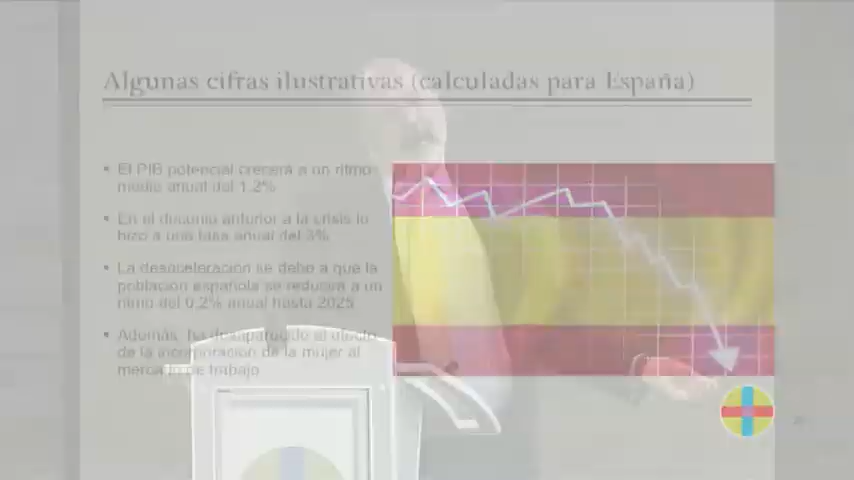 Algunas cifras ilustrativas (calculadas para España)
• El PIB potencial crecerá a un ritmo
medio anual del 1,2%
• En el decenio anterior a la crisis lo
hizo a una tasa anual del 3%
• La desaceleración se debe a que la
población española se reducirá a un
ritmo del 0,2% anual hasta 2025
• Además, ha desaparecido el efecto
de la incorporación de la mujer al
mercado de trabajo